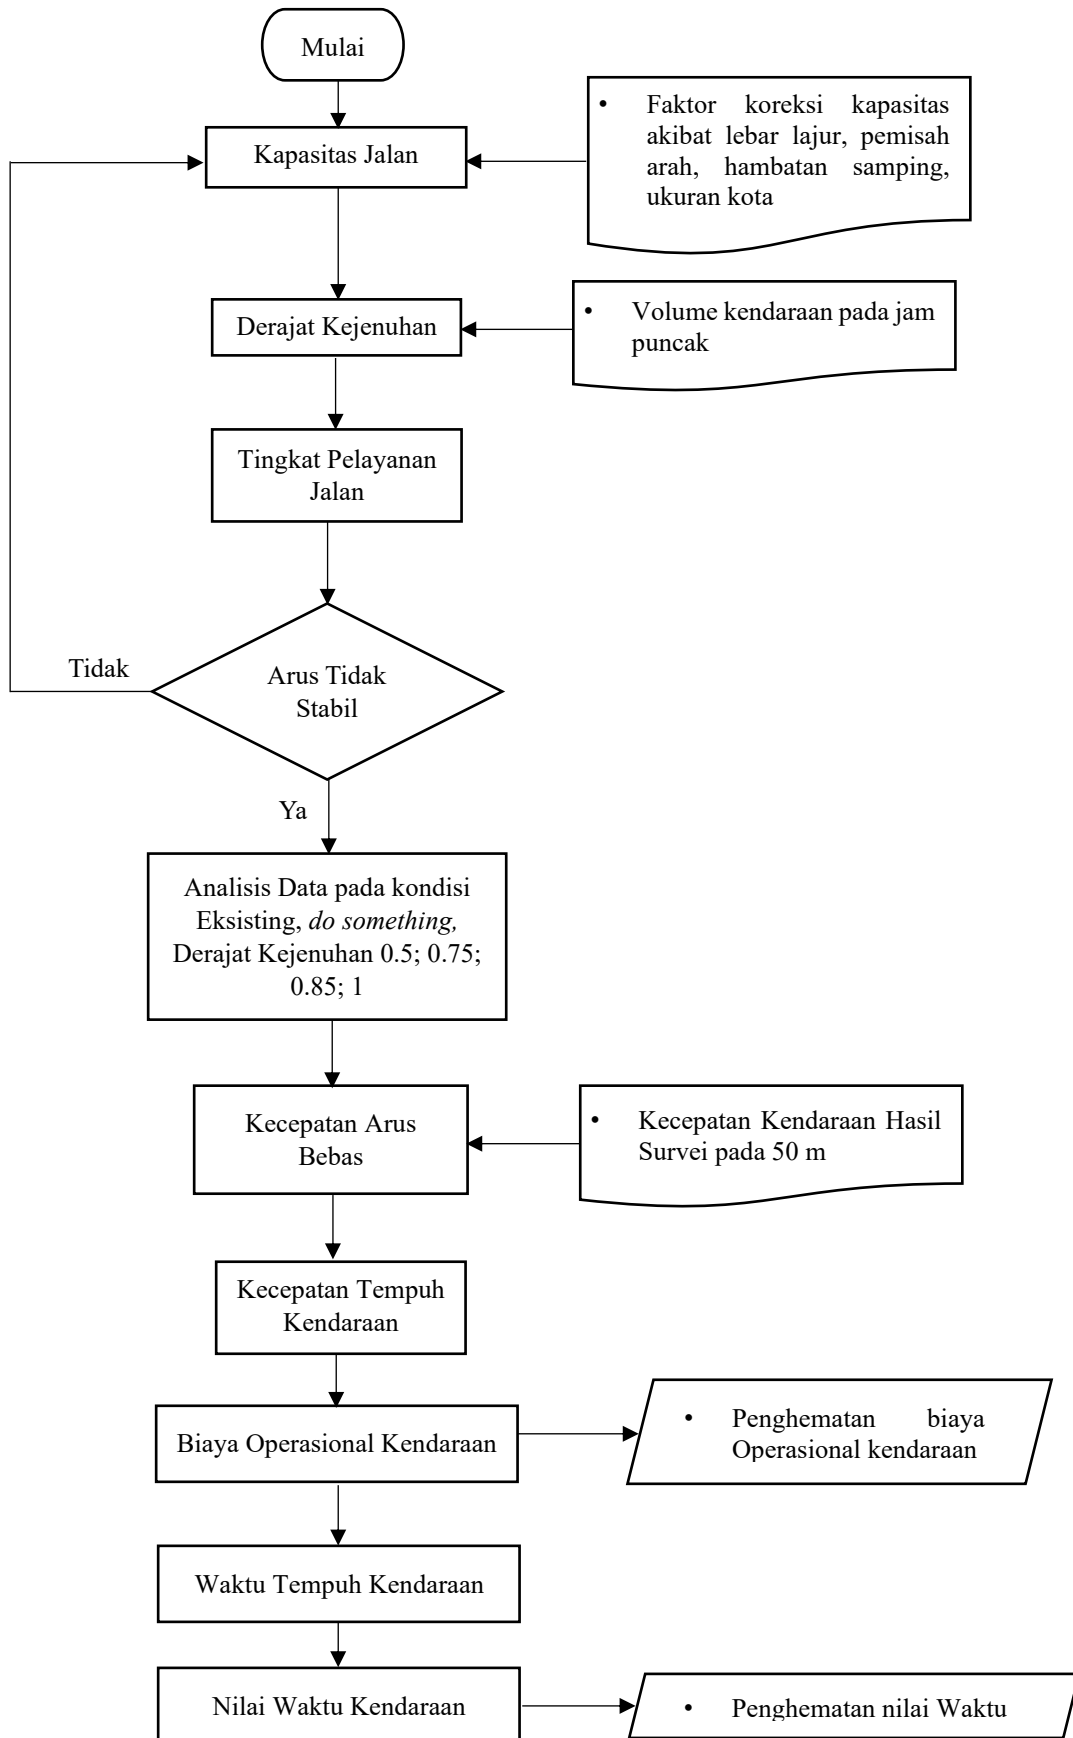 Mulai
• Faktor koreksi kapasitas
akibat lebar lajur, pemisah
arah, hambatan samping,
ukuran kota
Kapasitas Jalan
Derajat Kejenuhan
• Volume kendaraan pada jam
puncak
Tingkat Pelayanan
Jalan
Tidak
Arus Tidak
Stabil
Ya
Analisis Data pada kondisi
Eksisting, do something,
Derajat Kejenuhan 0.5; 0.75;
0.85; 1
Kecepatan Arus
Bebas
• Kecepatan Kendaraan Hasil
Survei pada 50 m
Kecepatan Tempuh
Kendaraan
Biaya Operasional Kendaraan
• Penghematan biaya
Operasional kendaraan
Waktu Tempuh Kendaraan
Nilai Waktu Kendaraan
• Penghematan nilai Waktu